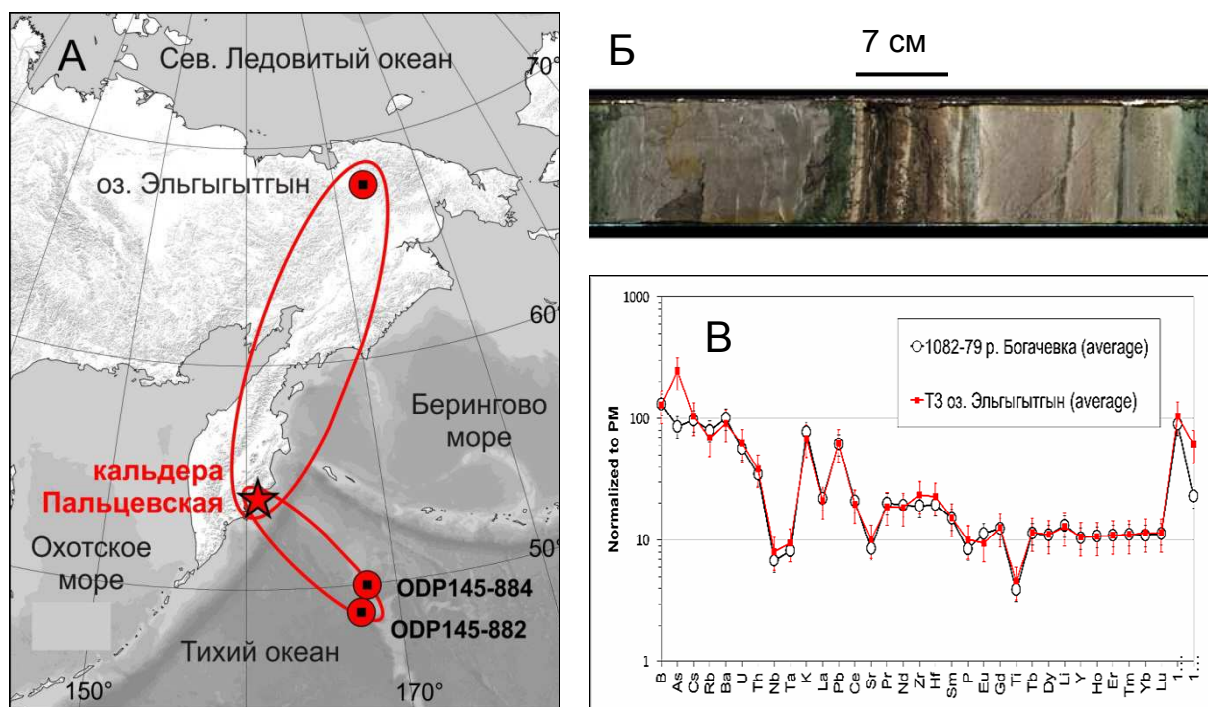 А
Сев. Ледовитый океан
70°
оз. Эльгыгытгын
60°
Берингово
море
кальдера
Пальцевская
50°
Охотское
море
ODP145-884
ODP145-882
Тихий океан
150°
170°
Б
7 см
В
Normalized to PM
1000
100
10
1
1082-79 р. Богачевка (average)
T3 оз. Эльгыгытгын (average)
B As Cs Rb Ba U Th Nb Ta K La Pb Ce Sr Pr Nd Zr Hf Sm P Eu Gd Ti Tb Dy Li Y Ho Er Tm Yb Lu 1... 1...